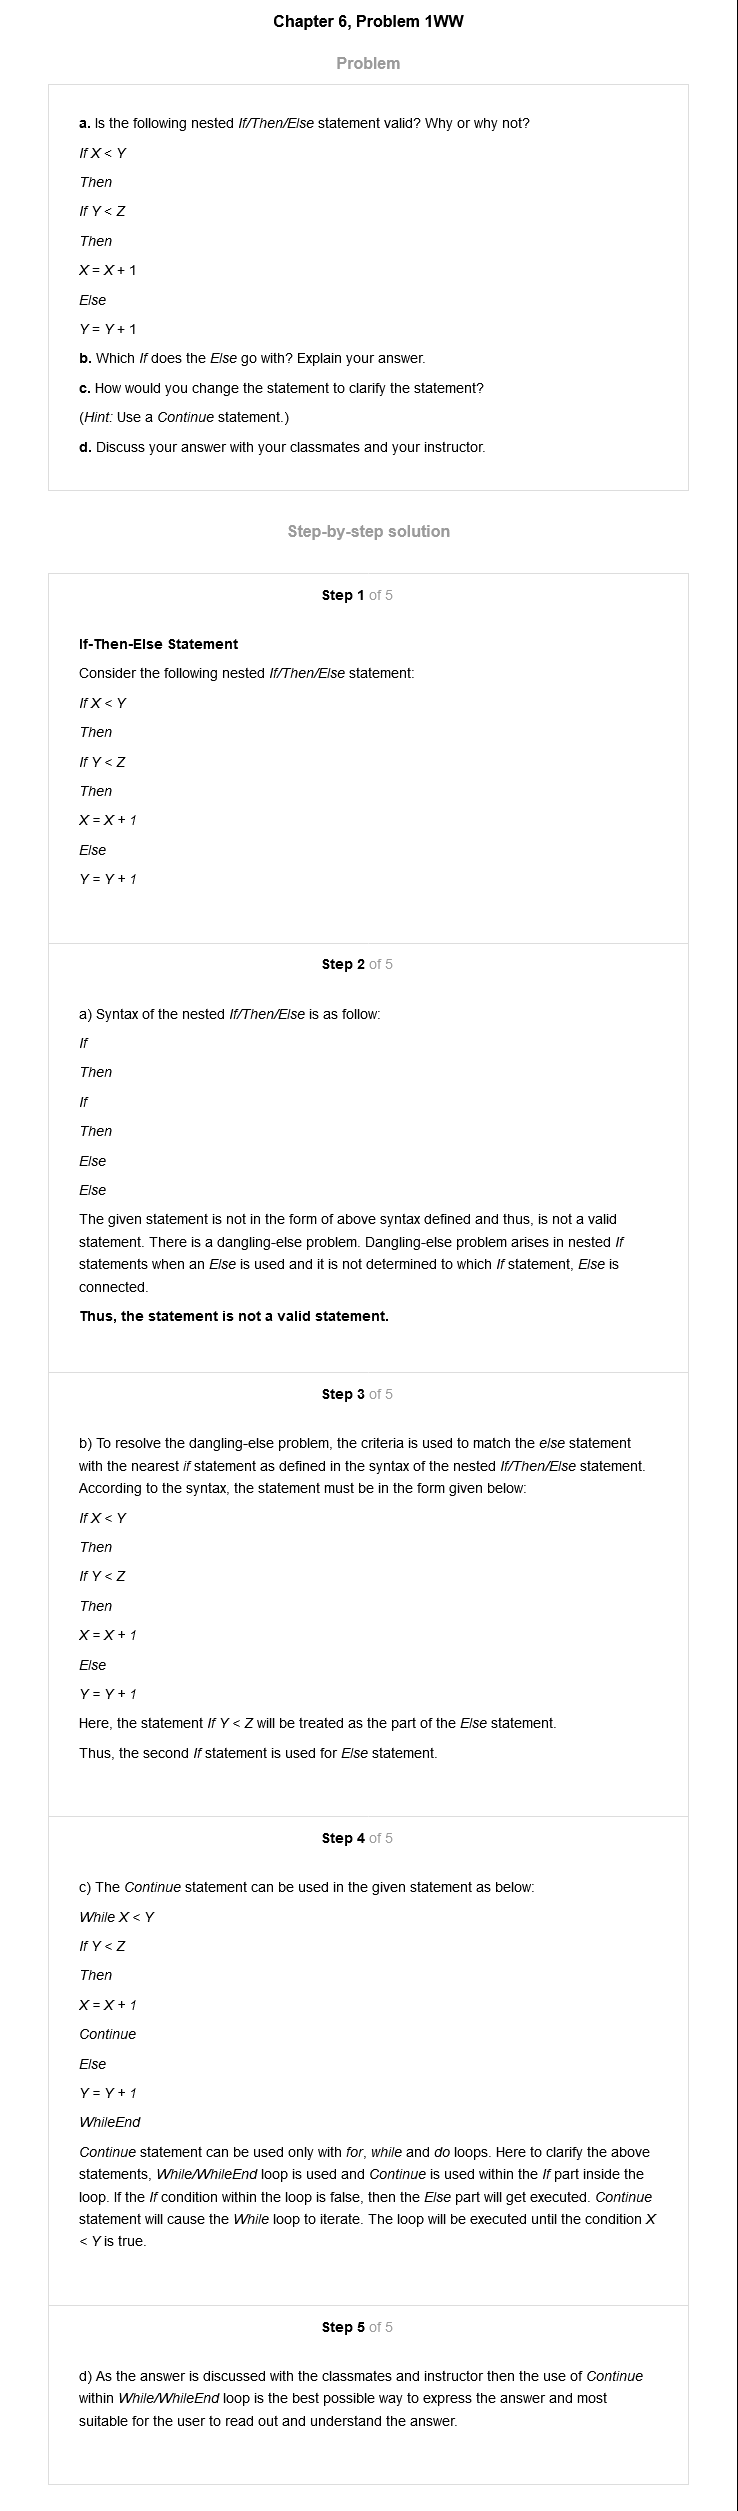 Chapter 6, Problem 1WW
Problem
a. Is the following nested If/Then/Else statement valid? Why or why not?
If X < Y
Then
If Y < Z
Then
X = X + 1
Else
Y = Y + 1
b. Which If does the Else go with? Explain your answer.
c. How would you change the statement to clarify the statement?
(Hint: Use a Continue statement.)
d. Discuss your answer with your classmates and your instructor.
Step-by-step solution
Step 1 of 5
If-Then-Else Statement
Consider the following nested If/Then/Else statement:
If X < Y
Then
If Y < Z
Then
X = X + 1
Else
Y = Y + 1
Step 2 of 5
a) Syntax of the nested If/Then/Else is as follow:
If
Then
If
Then
Else
Else
The given statement is not in the form of above syntax defined and thus, is not a valid
statement. There is a dangling-else problem. Dangling-else problem arises in nested If
statements when an Else is used and it is not determined to which If statement, Else is
connected.
Thus, the statement is not a valid statement.
Step 3 of 5
b) To resolve the dangling-else problem, the criteria is used to match the else statement
with the nearest if statement as defined in the syntax of the nested If/Then/Else statement.
According to the syntax, the statement must be in the form given below:
If X < Y
Then
If Y < Z
Then
X = X + 1
Else
Y = Y + 1
Here, the statement If Y < Z will be treated as the part of the Else statement.
Thus, the second If statement is used for Else statement.
Step 4 of 5
c) The Continue statement can be used in the given statement as below:
While X < Y
If Y < Z
Then
X = X + 1
Continue
Else
Y = Y + 1
WhileEnd
Continue statement can be used only with for, while and do loops. Here to clarify the above
statements, While/WhileEnd loop is used and Continue is used within the If part inside the
loop. If the If condition within the loop is false, then the Else part will get executed. Continue
statement will cause the While loop to iterate. The loop will be executed until the condition X
< Y is true.
Step 5 of 5
d) As the answer is discussed with the classmates and instructor then the use of Continue
within While/WhileEnd loop is the best possible way to express the answer and most
suitable for the user to read out and understand the answer.